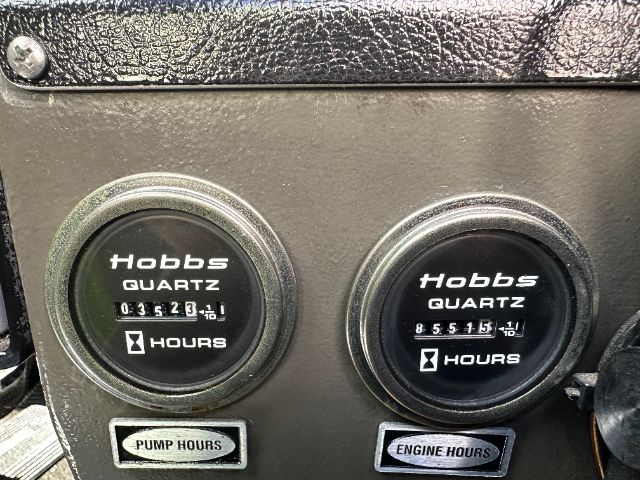 Hobbs
QUARTZ
03523 1/10
HOURS
PUMP HOURS
Hobbs
QUARTZ
85515 1/10
HOURS
ENGINE HOURS